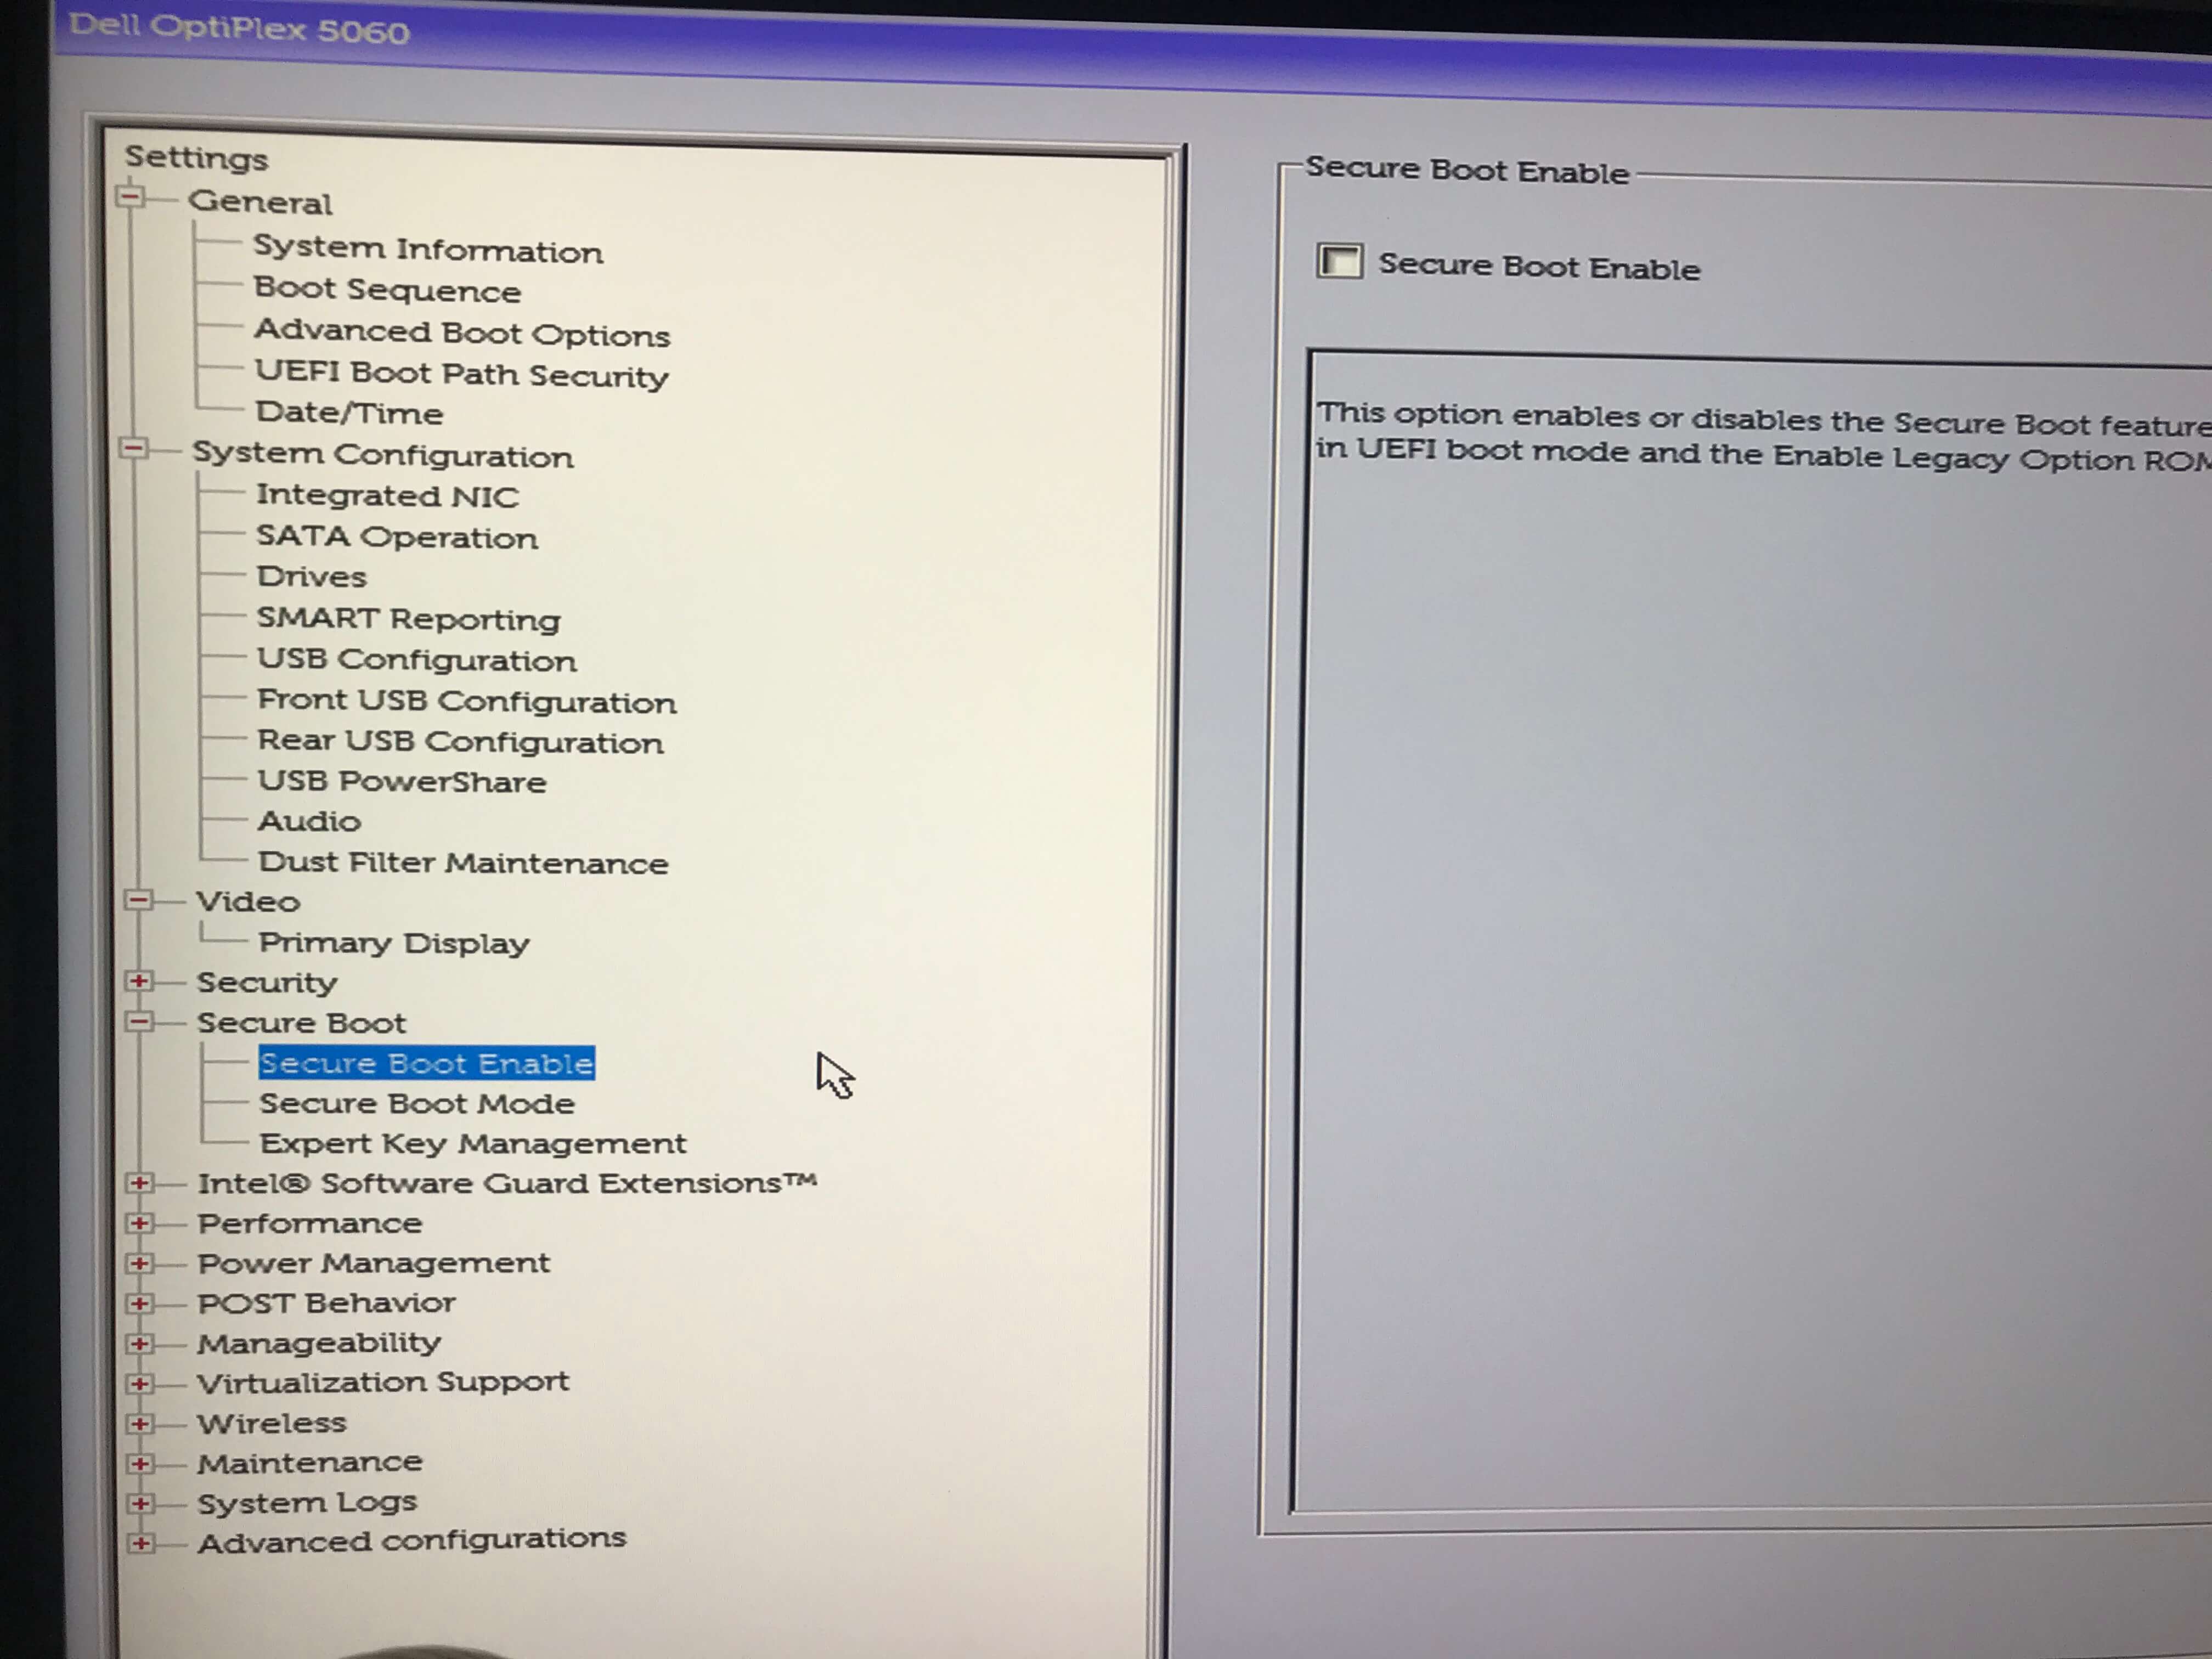 Dell OptiPlex 5060
Settings
General
System Information
Boot Sequence
Advanced Boot Options
UEFI Boot Path Security
Date/Time
System Configuration
Integrated NIC
SATA Operation
Drives
SMART Reporting
USB Configuration
Front USB Configuration
Rear USB Configuration
USB PowerShare
Audio
Dust Filter Maintenance
Video
Primary Display
Security
Secure Boot
Secure Boot Enable
Secure Boot Mode
Expert Key Management
Intel® Software Guard Extensions™
Performance
Power Management
POST Behavior
Manageability
Virtualization Support
Wireless
Maintenance
System Logs
Advanced configurations
Secure Boot Enable
Secure Boot Enable
This option enables or disables the Secure Boot feature
in UEFI boot mode and the Enable Legacy Option